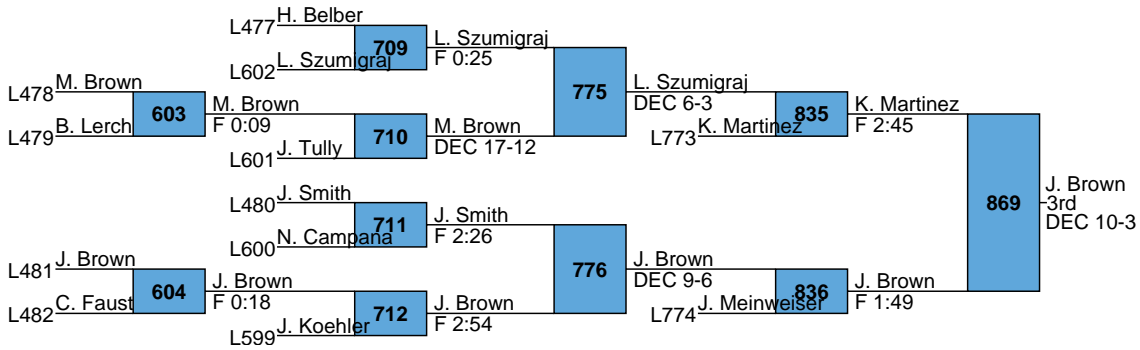 H. Belber
L477
709
L. Szumigraj
F 0:25
L. Szumigraj
L602
M. Brown
L478
603
M. Brown
F 0:09
B. Lerch
L479
710
M. Brown
DEC 17-12
J. Tully
L601
775
L. Szumigraj
DEC 6-3
835
K. Martinez
F 2:45
K. Martinez
L773
J. Smith
L480
711
J. Smith
F 2:26
N. Campana
L600
J. Brown
L481
604
J. Brown
F 0:18
C. Faust
L482
712
J. Brown
F 2:54
J. Koehler
L599
776
J. Brown
DEC 9-6
836
J. Brown
F 1:49
J. Meinweiser
L774
869
J. Brown
3rd
DEC 10-3